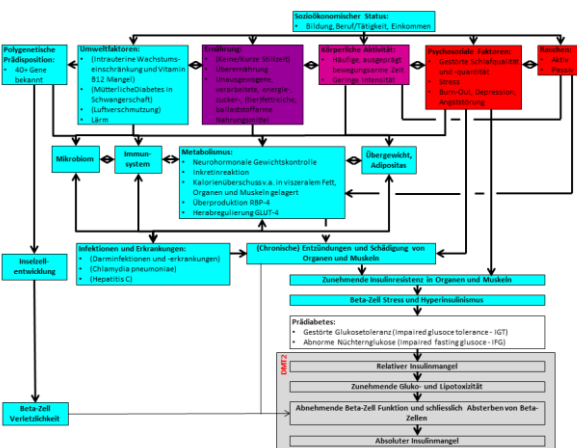 Sozioökonomischer Status:
• Bildung, Beruf/Tätigkeit, Einkommen
Polygenetische
Prädisposition:
• 40+ Gene
bekannt
Umweltfaktoren:
• (Intrauterine Wachstums-
einschränkung und Vitamin
B12 Mangel)
• (Mütterliche Diabetes in
Schwangerschaft)
• (Luftverschmutzung)
• Lärm
Ernährung:
• (Keine/Kurze Stillzeit)
• Überernährung
• Unausgewogene,
verarbeitete, energie-,
zucker-, (tier)fettreiche,
ballaststoffarme
Nahrungsmittel
Körperliche Aktivität:
• Häufige, ausgeprägt
bewegungsarme Zeit
• Geringe Intensität
Psychosoziale Faktoren:
• Gestörte Schlafqualität
und -quantität
• Stress
• Burn-Out, Depression,
Angststörung
Rauchen:
• Aktiv
• Passiv
Mikrobiom
Immun-
system
Metabolismus:
• Neurohormonale Gewichtskontrolle
• Inkretinreaktion
• Kalorienüberschuss v.a. in viszeralem Fett,
Organen und Muskeln gelagert
• Überproduktion RBP-4
• Herabregulierung GLUT-4
Übergewicht,
Adipositas
Inselzell-
entwicklung
Infektionen und Erkrankungen:
• (Darminfektionen und -erkrankungen)
• (Chlamydia pneumoniae)
• (Hepatitis C)
(Chronische) Entzündungen und Schädigung von
Organen und Muskeln
Zunehmende Insulinresistenz in Organen und Muskeln
Beta-Zell Stress und Hyperinsulinismus
Prädiabetes:
• Gestörte Glukosetoleranz (Impaired glusoce tolerance - IGT)
• Abnorme Nüchternglukose (Impaired fasting glusoce - IFG)
DMT2
Relativer Insulinmangel
Zunehmende Gluko- und Lipotoxizität
Beta-Zell
Verletzlichkeit
Abnehmende Beta-Zell Funktion und schliesslich Absterben von Beta-
Zellen
Absoluter Insulinmangel